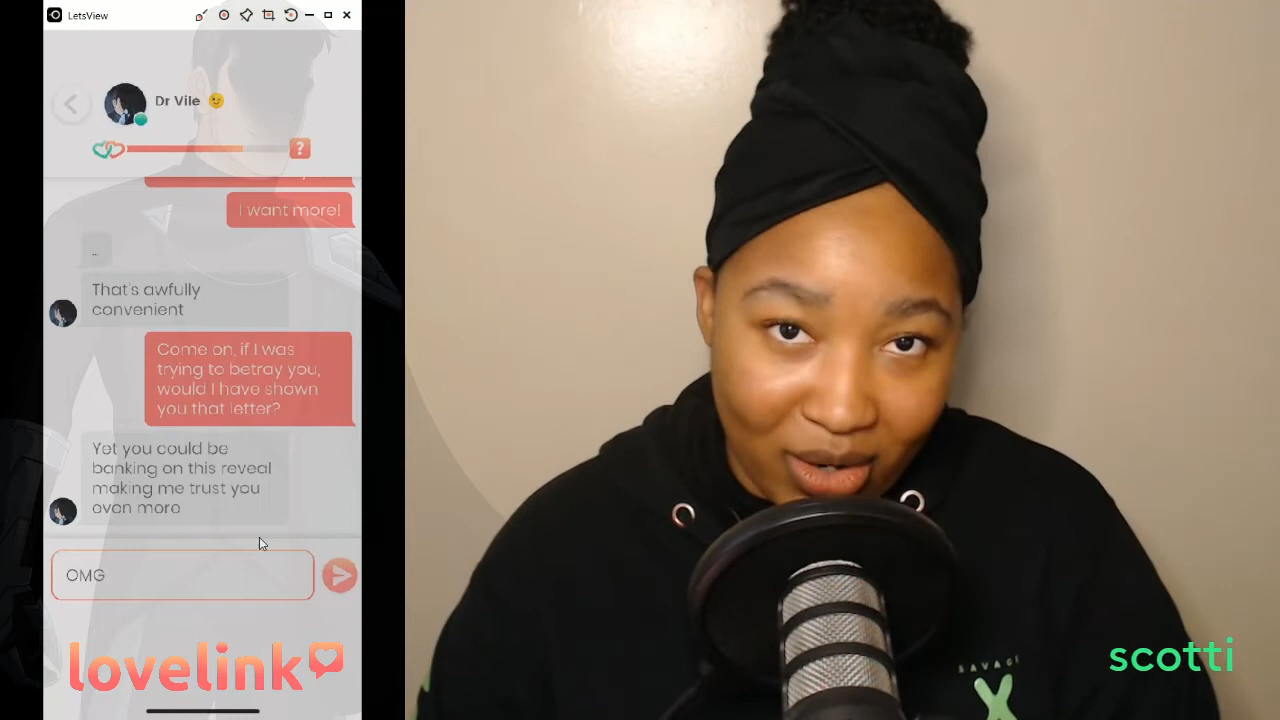 LetsView
Dr Vile 😉
?
I want more!
...
That's awfully
convenient
Come on, if I was
trying to betray you,
would I have shown
you that letter?
Yet you could be
banking on this reveal
making me trust you
even more
OMG
lovelink
SAVAGE
X
scotti